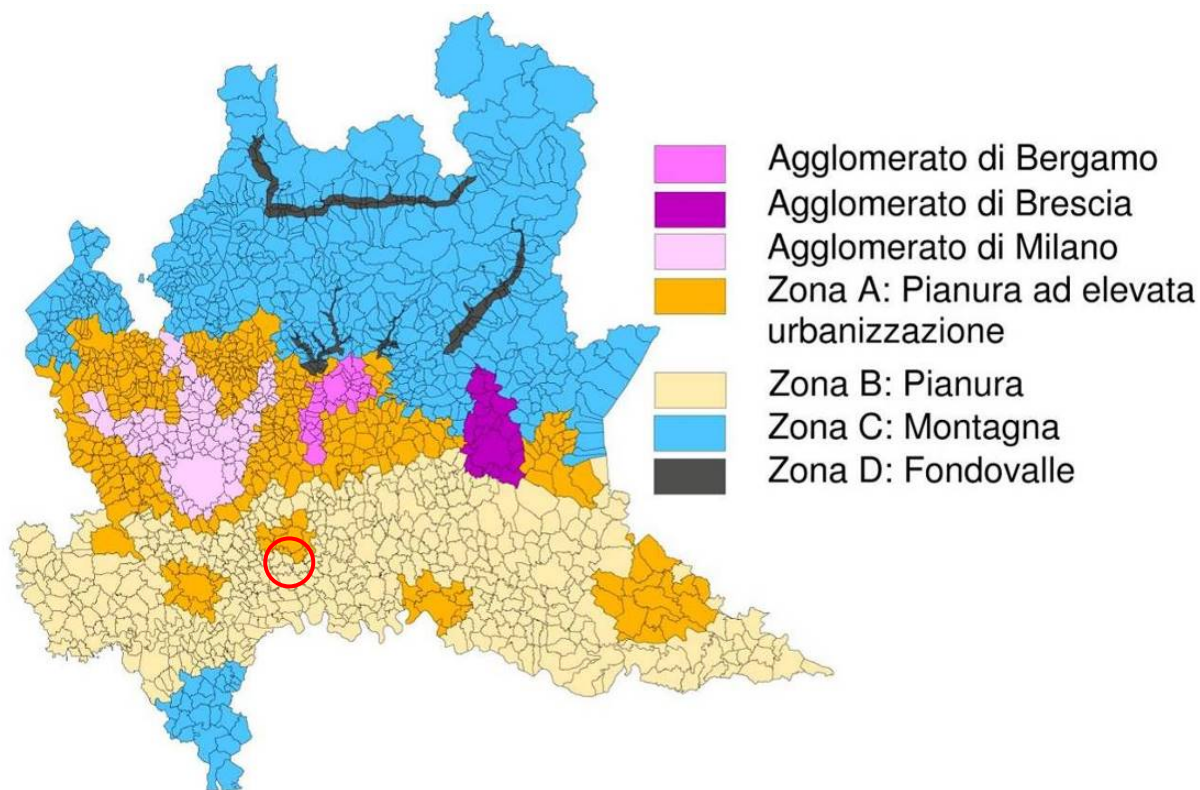 Agglomerato di Bergamo
Agglomerato di Brescia
Agglomerato di Milano
Zona A: Pianura ad elevata
urbanizzazione
Zona B: Pianura
Zona C: Montagna
Zona D: Fondovalle